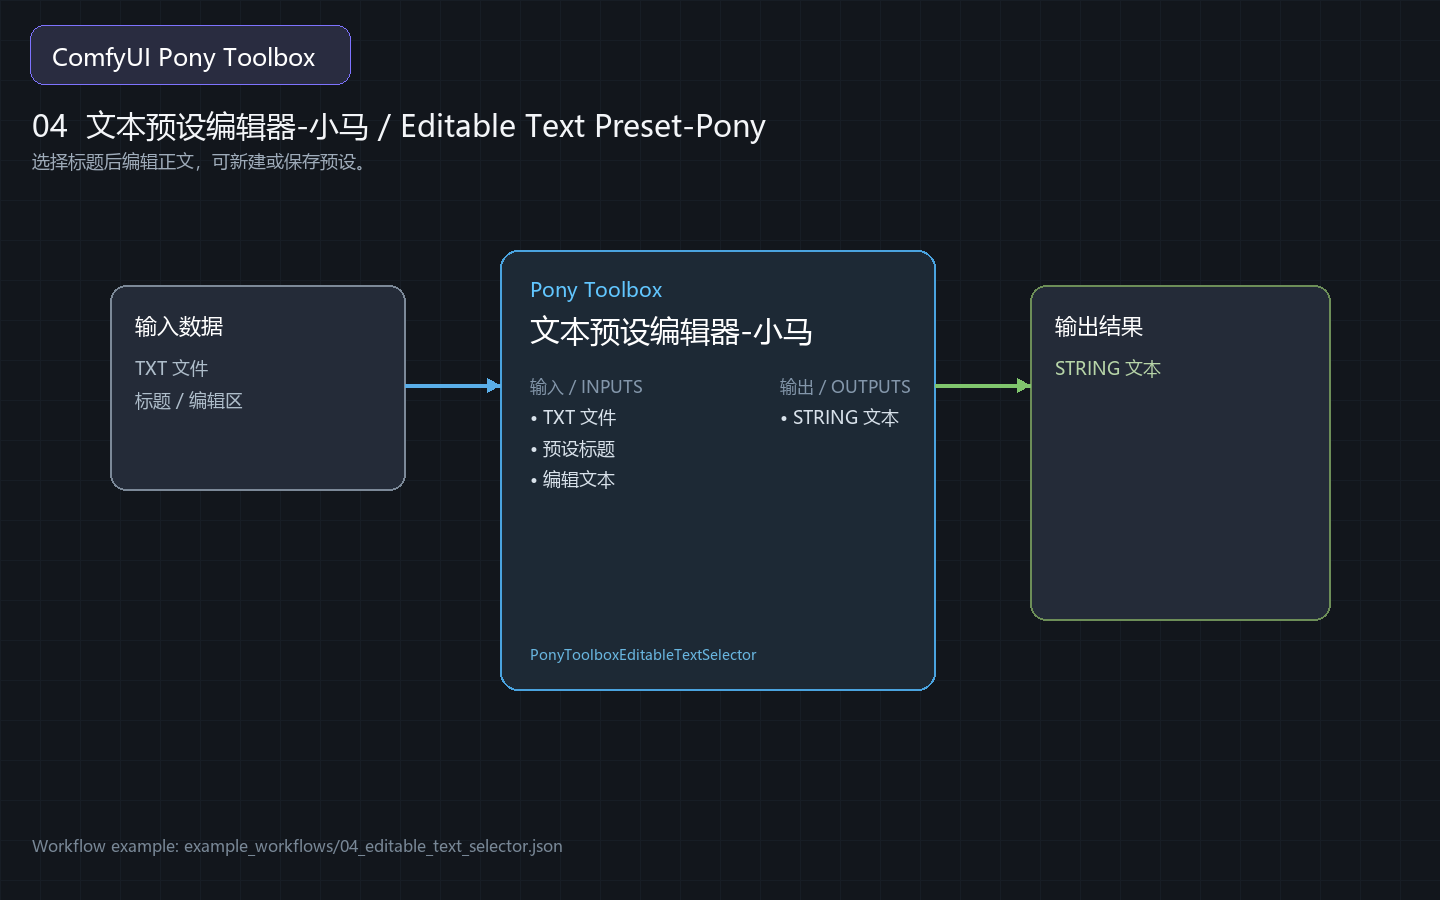 ComfyUI Pony Toolbox
04 文本预设编辑器-小马 / Editable Text Preset-Pony
选择标题后编辑正文，可新建或保存预设。
输入数据
TXT 文件
标题 / 编辑区
Pony Toolbox
文本预设编辑器-小马
输入 / INPUTS
• TXT 文件
• 预设标题
• 编辑文本
输出 / OUTPUTS
• STRING 文本
PonyToolboxEditableTextSelector
输出结果
STRING 文本
Workflow example: example_workflows/04_editable_text_selector.json